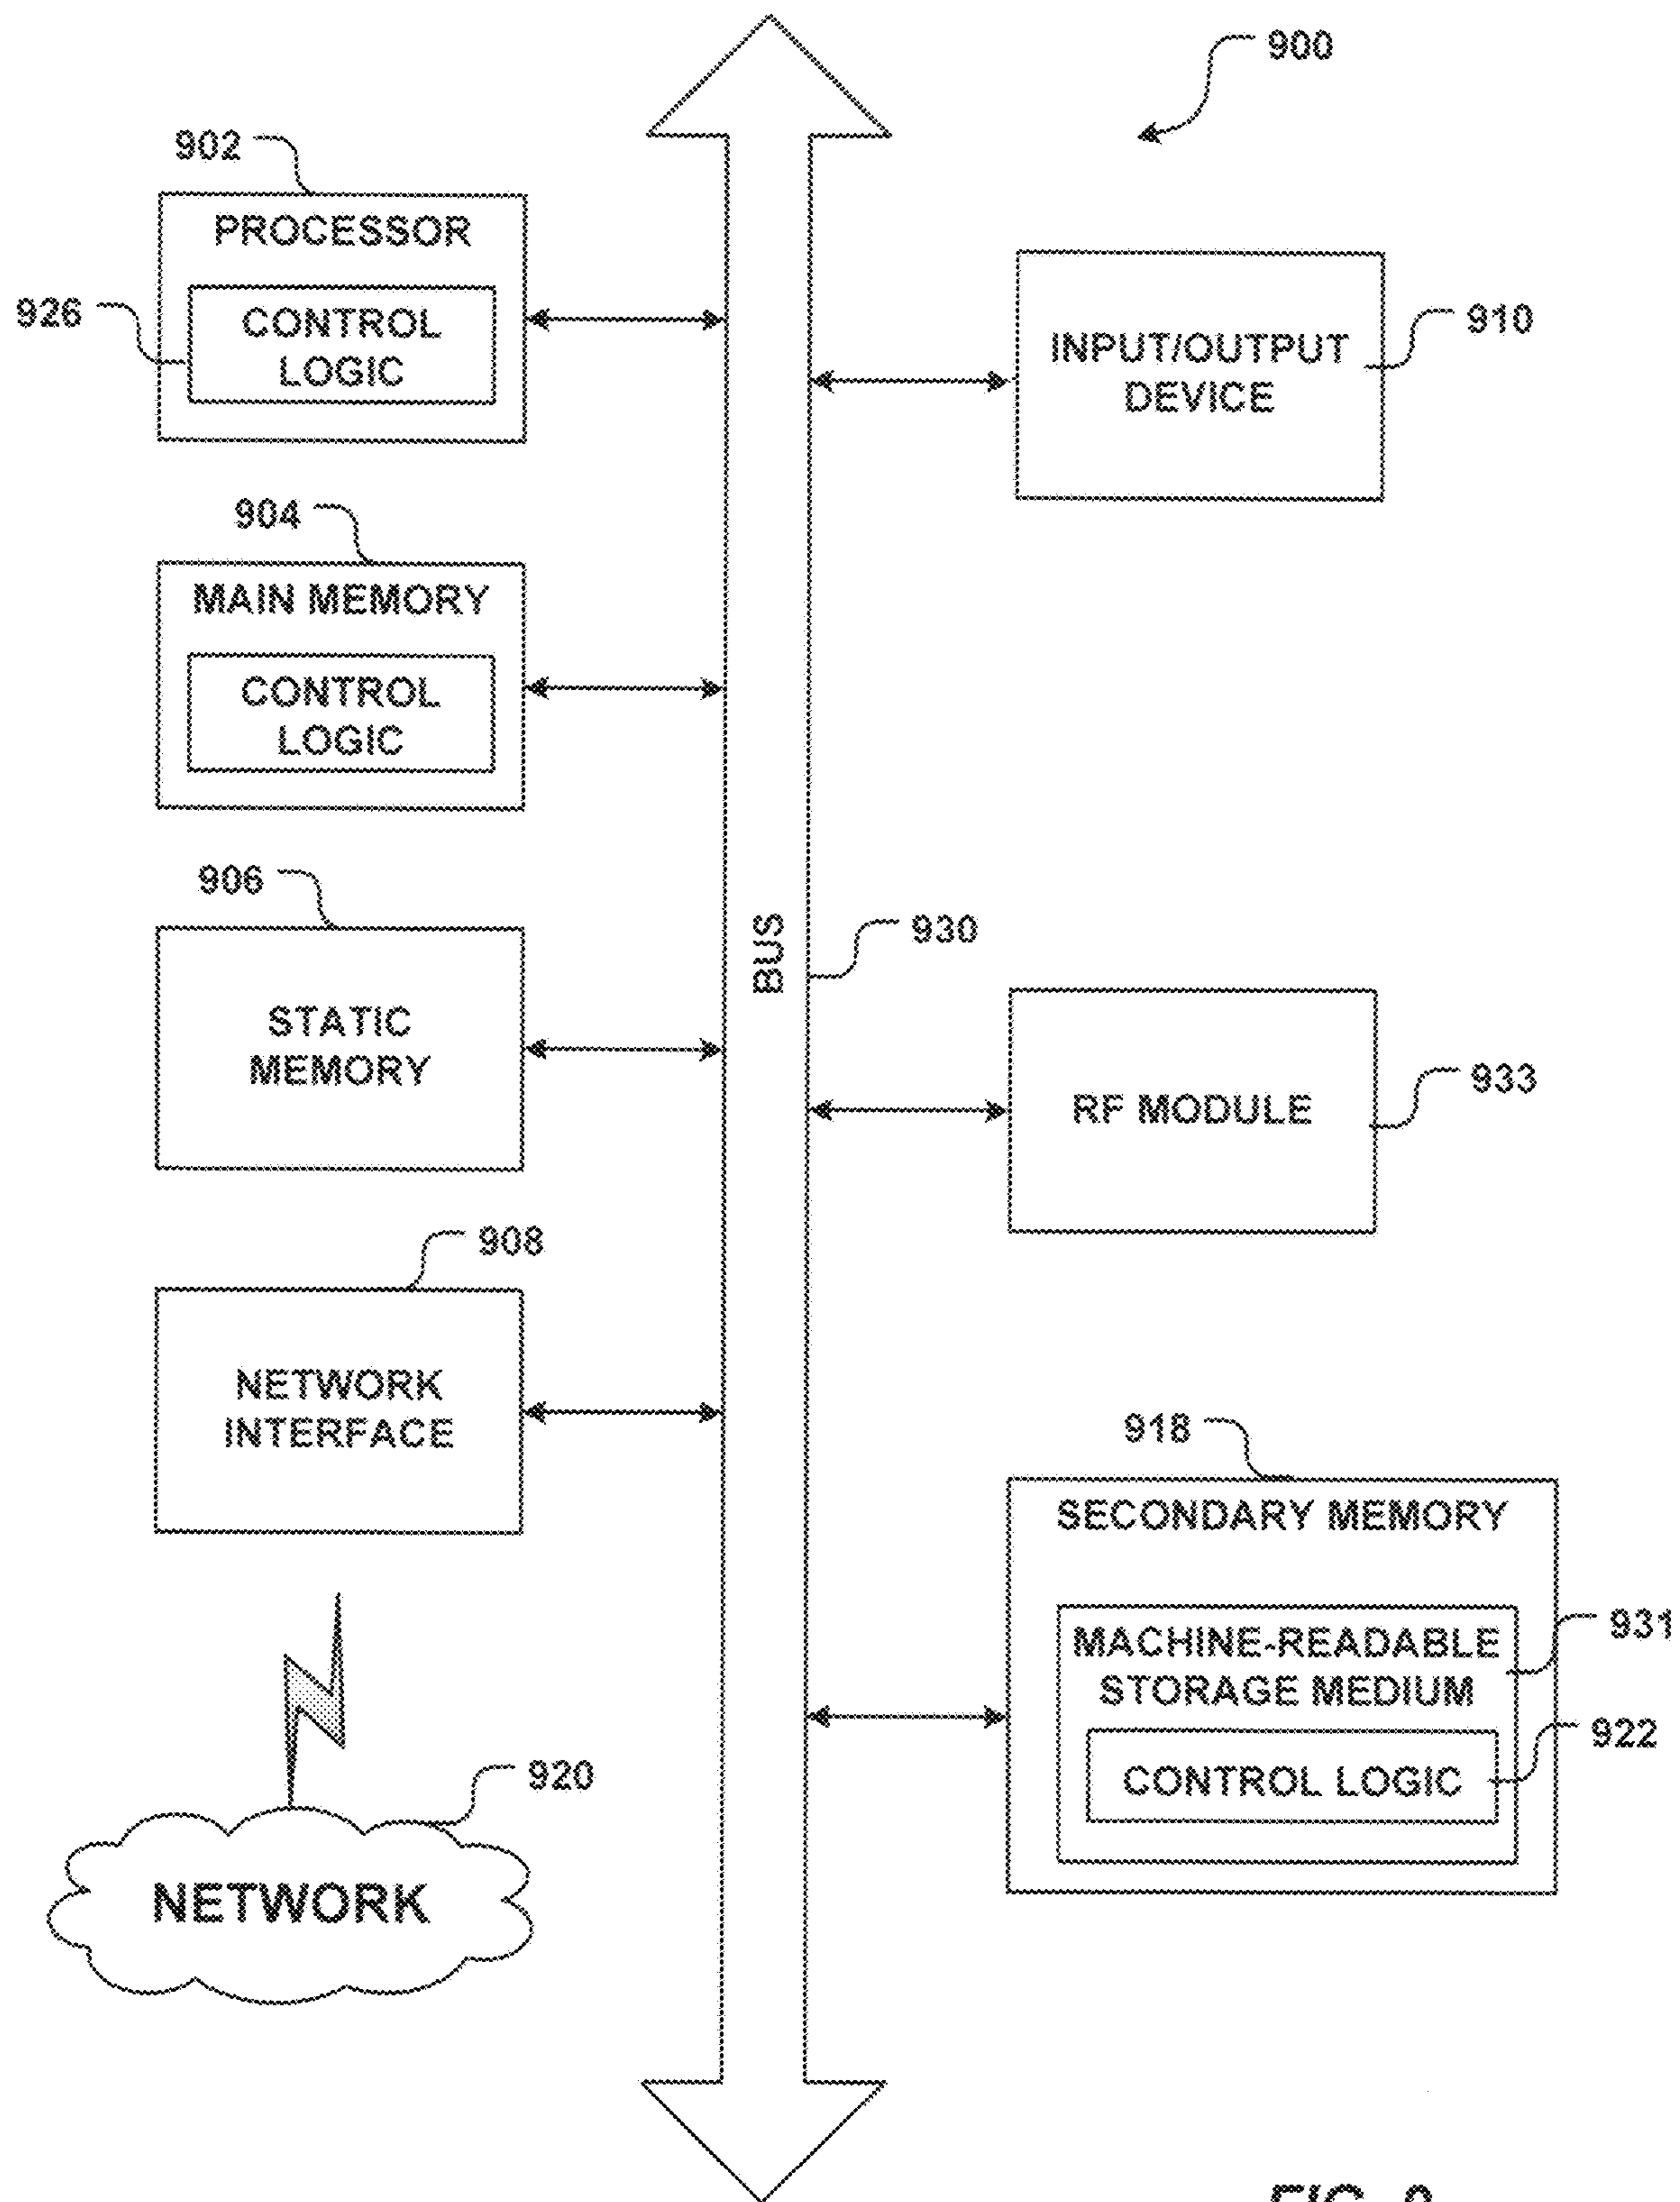 900
902
PROCESSOR
926
CONTROL
LOGIC
910
INPUT/OUTPUT
DEVICE
904
MAIN MEMORY
CONTROL
LOGIC
906
STATIC
MEMORY
BUS
930
RF MODULE
933
908
NETWORK
INTERFACE
918
SECONDARY MEMORY
931
MACHINE-READABLE
STORAGE MEDIUM
922
CONTROL LOGIC
920
NETWORK
FIG.